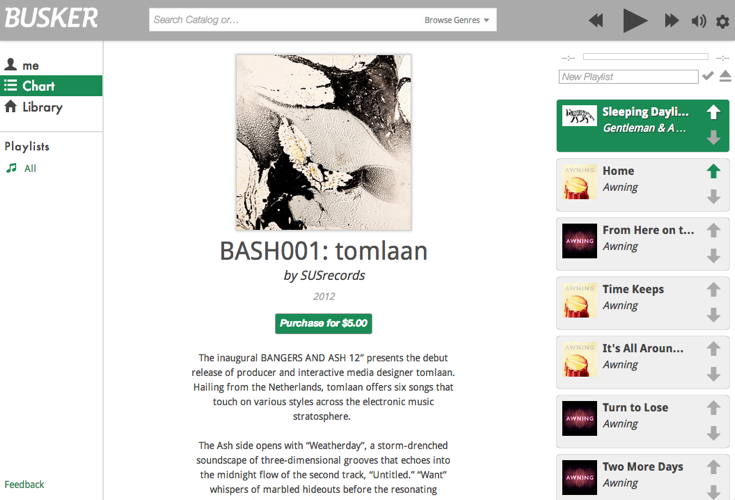 BUSKER
Search Catalog or...
Browse Genres
me
Chart
Library
Playlists
All
Feedback
BASH001: tomlaan
by SUSrecords
2012
Purchase for $5.00
The inaugural BANGERS AND ASH 12" presents the debut
release of producer and interactive media designer tomlaan.
Hailing from the Netherlands, tomlaan offers six songs that
touch on various styles across the electronic music
stratosphere.
The Ash side opens with “Weatherday”, a storm-drenched
soundscape of three-dimensional grooves that echoes into
the midnight flow of the second track, “Untitled.” “Want”
whispers of marbled hideouts before the resonating
--:--
--:--
New Playlist
Sleeping Dayli...
Gentleman & A ...
AWNING
Home
Awning
AWNING
From Here on t...
Awning
AWNING
Time Keeps
Awning
AWNING
It's All Aroun...
Awning
AWNING
Turn to Lose
Awning
AWNING
Two More Days
Awning